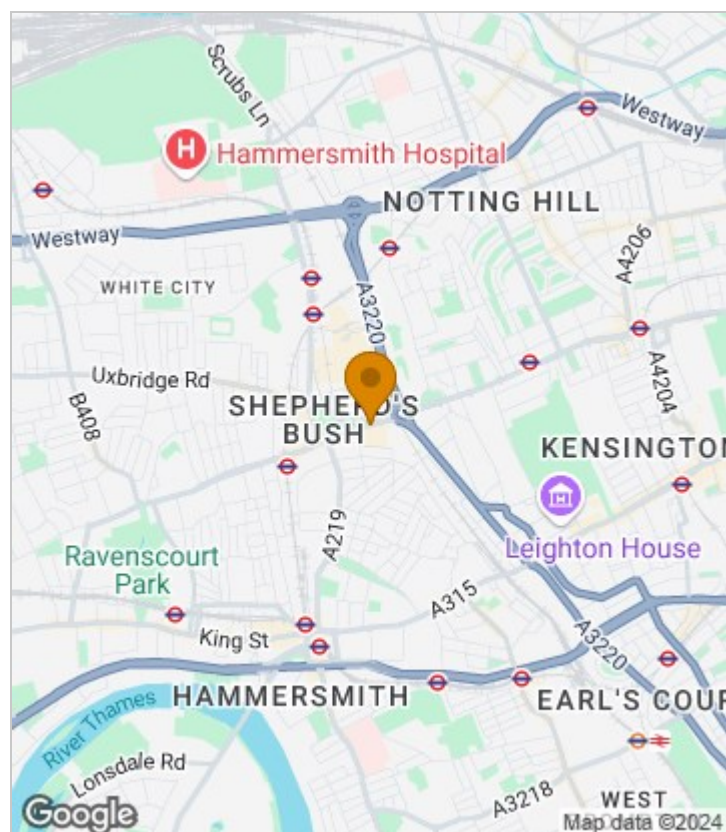 Scrubs Ln
Westway
H
Hammersmith Hospital
NOTTING HILL
Westway
A4206
WHITE CITY
A3220
Uxbridge Rd
A4204
B408
SHEPHERD'S
BUSH
KENSINGTON
A219
Leighton House
Ravenscourt
Park
A315
King St
A3220
HAMMERSMITH
EARL'S COUR
River Thames
Lonsdale Rd
A3218
WEST
Google
Map data ©2024